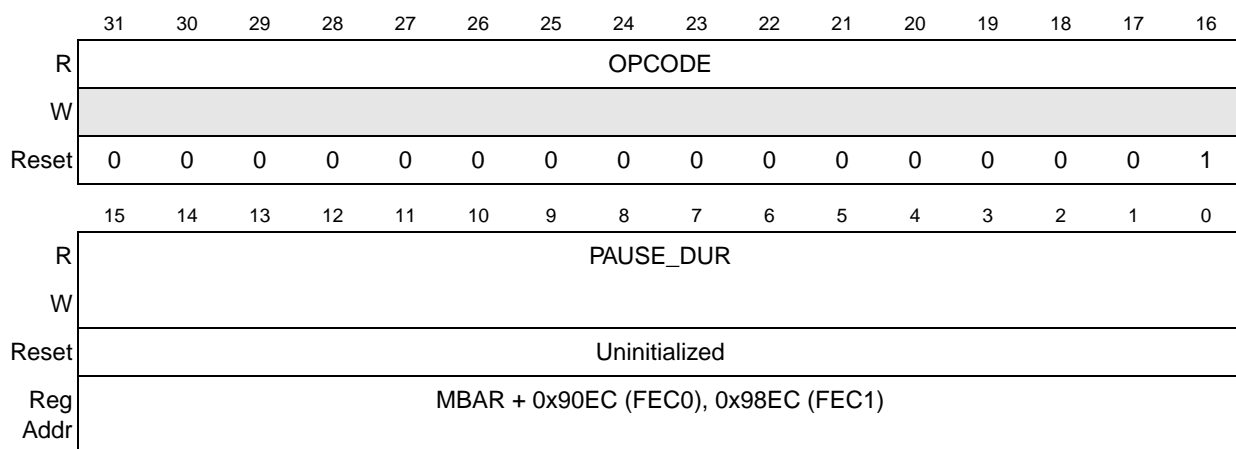 31 30 29 28 27 26 25 24 23 22 21 20 19 18 17 16
R OPCODE
W
Reset 0 0 0 0 0 0 0 0 0 0 0 0 0 0 0 1
15 14 13 12 11 10 9 8 7 6 5 4 3 2 1 0
R PAUSE_DUR
W
Reset Uninitialized
Reg MBAR + 0x90EC (FEC0), 0x98EC (FEC1)
Addr